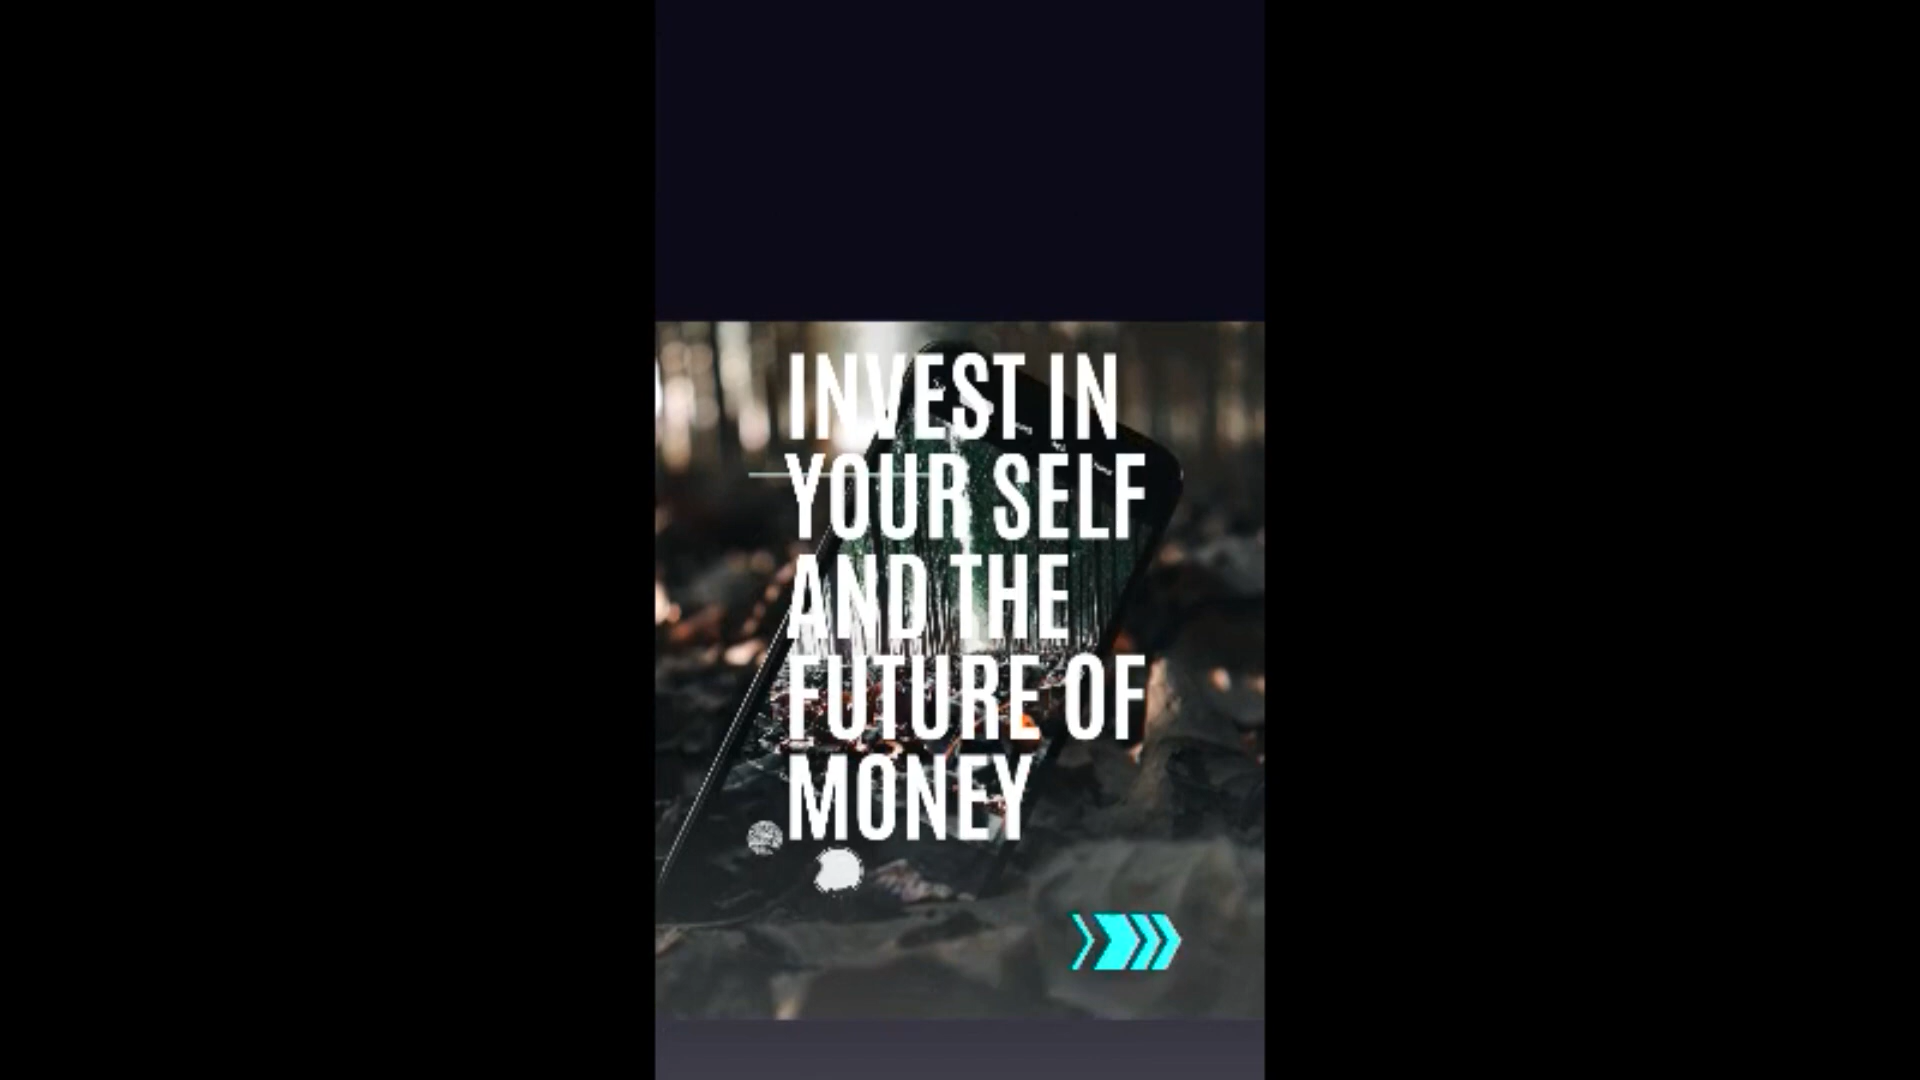 INVEST IN
YOUR SELF
AND THE
FUTURE OF
MONEY